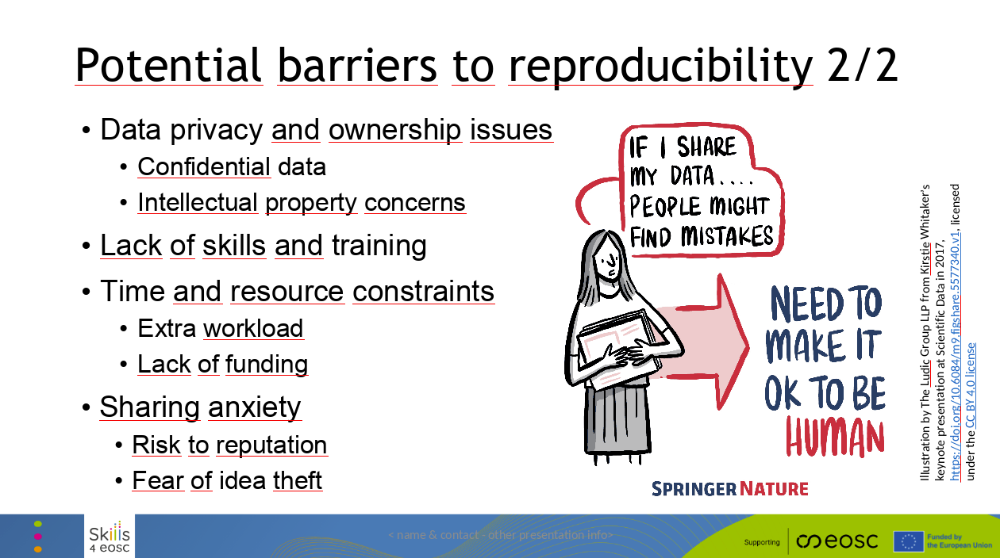 Potential barriers to reproducibility 2/2
• Data privacy and ownership issues
• Confidential data
• Intellectual property concerns
• Lack of skills and training
• Time and resource constraints
• Extra workload
• Lack of funding
• Sharing anxiety
• Risk to reputation
• Fear of idea theft
IF I SHARE
MY DATA....
PEOPLE MIGHT
FIND MISTAKES
NEED TO
MAKE IT
OK TO BE
HUMAN
SPRINGER NATURE
Illustration by The Ludic Group LLP from Kirstie Whitaker's
keynote presentation at Scientific Data in 2017,
https://doi.org/10.6084/m9.figshare.5577340.v1, licensed
under the CC BY 4.0 license
Skills
4 eosc
< name & contact - other presentation info>
Supporting
eosc
Funded by
the European Union